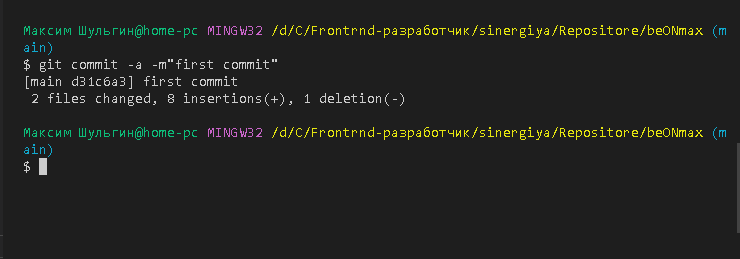 Максим Шульгин@home-pc MINGW32 /d/C/Frontrnd-разработчик/sinergiya/Repositore/beONmax (m
ain)
$ git commit -a -m"first commit"
[main d31c6a3] first commit
 2 files changed, 8 insertions(+), 1 deletion(-)
Максим Шульгин@home-pc MINGW32 /d/C/Frontrnd-разработчик/sinergiya/Repositore/beONmax (m
ain)
$